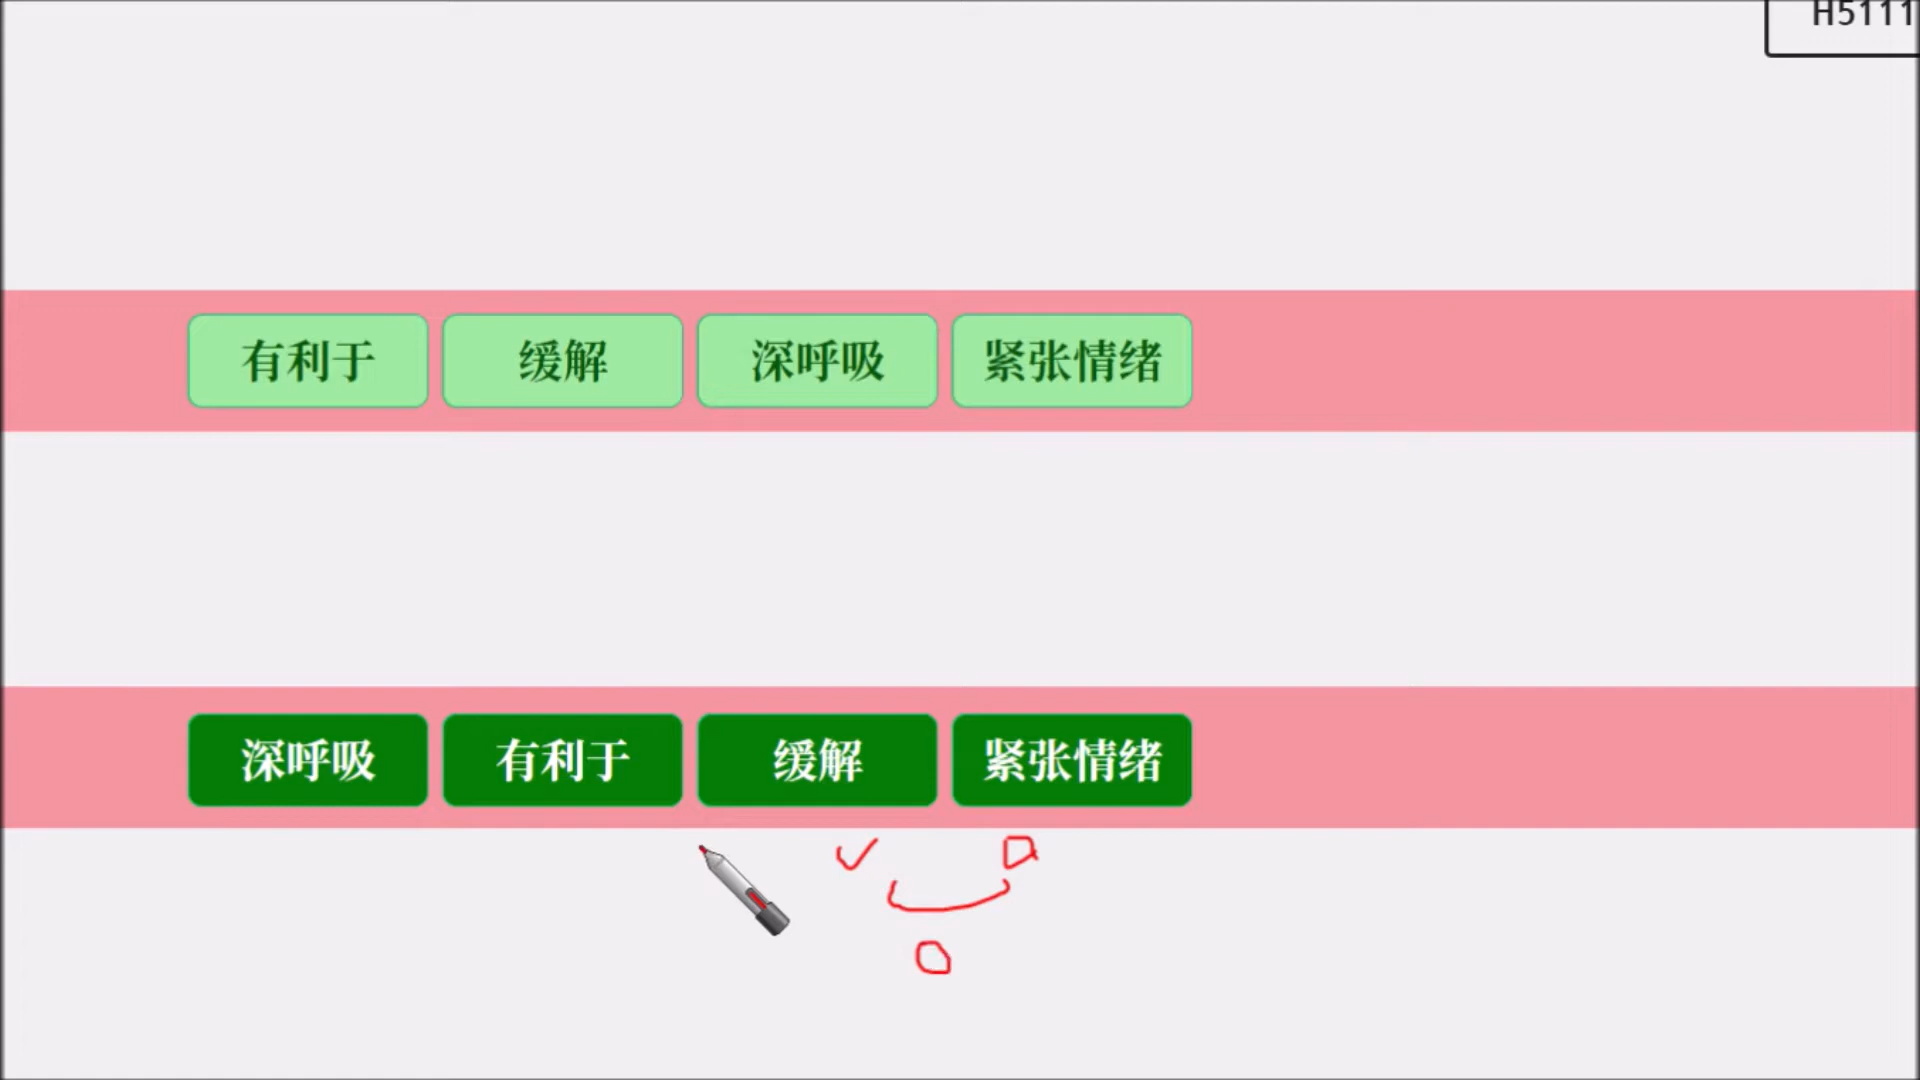 H5111
有利于 缓解 深呼吸 紧张情绪
深呼吸 有利于 缓解 紧张情绪